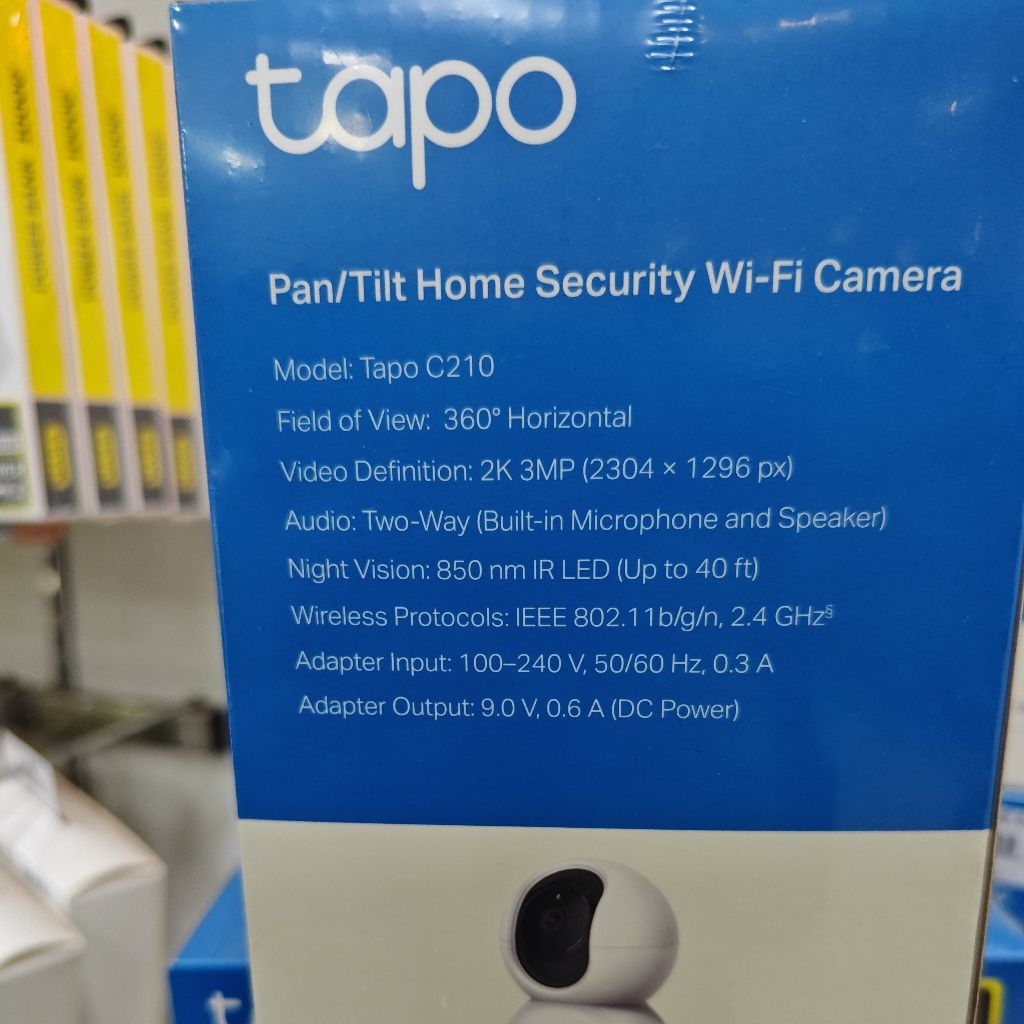 tapo
Pan/Tilt Home Security Wi-Fi Camera
Model: Tapo C210
Field of View: 360° Horizontal
Video Definition: 2K 3MP (2304 × 1296 px)
Audio: Two-Way (Built-in Microphone and Speaker)
Night Vision: 850 nm IR LED (Up to 40 ft)
Wireless Protocols: IEEE 802.11b/g/n, 2.4 GHz§
Adapter Input: 100–240 V, 50/60 Hz, 0.3 A
Adapter Output: 9.0 V, 0.6 A (DC Power)